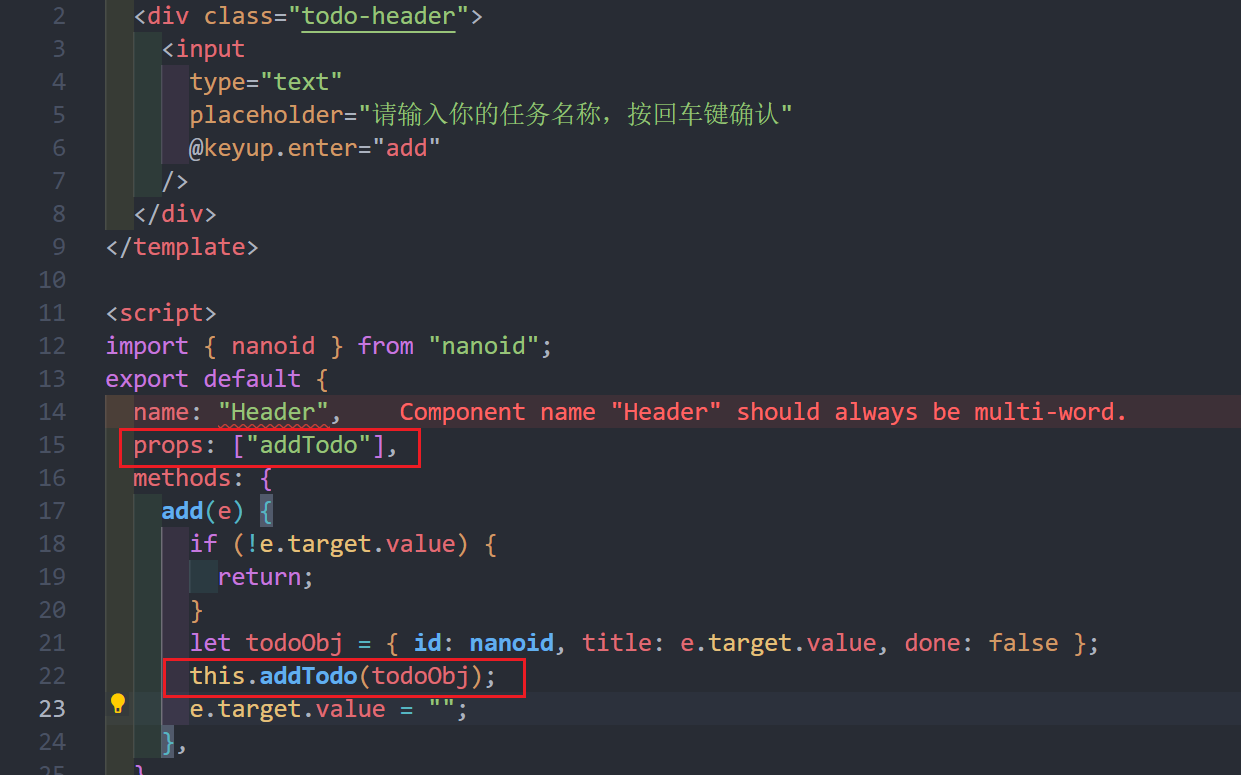 2 <div class="todo-header">
3 <input
4 type="text"
5 placeholder="请输入你的任务名称，按回车键确认"
6 @keyup.enter="add"
7 />
8 </div>
9 </template>
10
11 <script>
12 import { nanoid } from "nanoid";
13 export default {
14 name: "Header", Component name "Header" should always be multi-word.
15 props: ["addTodo"],
16 methods: {
17 add(e) {
18 if (!e.target.value) {
19 return;
20 }
21 let todoObj = { id: nanoid, title: e.target.value, done: false };
22 this.addTodo(todoObj);
23 e.target.value = "";
24 },
25 }